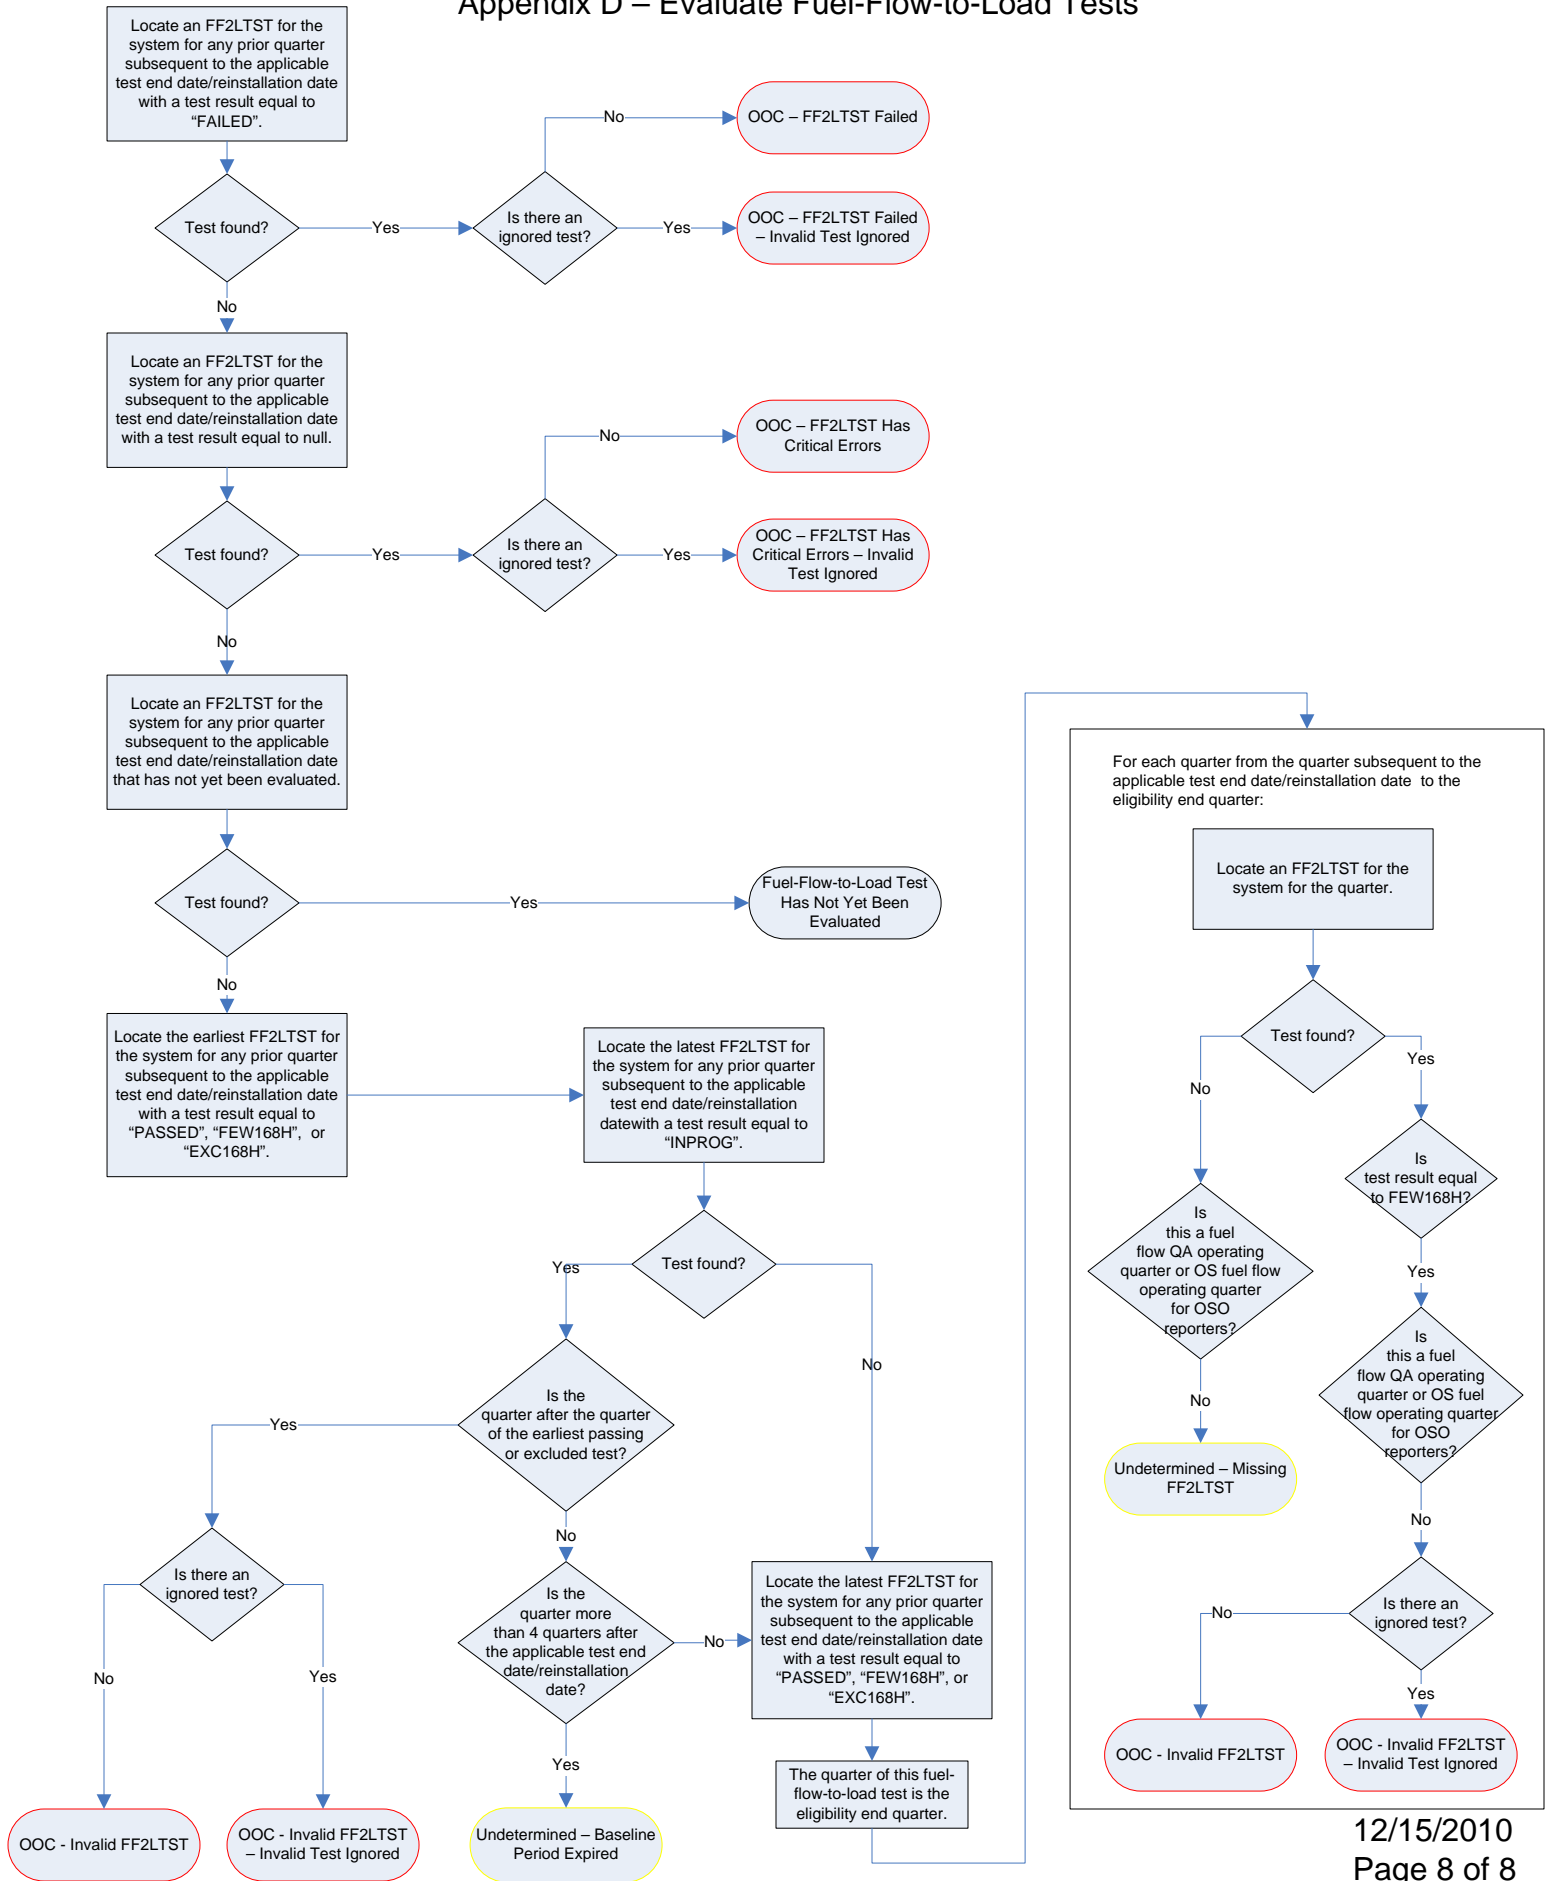 Appendix D – Evaluate Fuel-Flow-to-Load Tests
Locate an FF2LTST for the
system for any prior quarter
subsequent to the applicable
test end date/reinstallation date
with a test result equal to
“FAILED”.
Test found?
Yes
Is there an
ignored test?
No
OOC – FF2LTST Failed
Yes
OOC – FF2LTST Failed
– Invalid Test Ignored
No
Locate an FF2LTST for the
system for any prior quarter
subsequent to the applicable
test end date/reinstallation date
with a test result equal to null.
Test found?
Yes
Is there an
ignored test?
No
OOC – FF2LTST Has
Critical Errors
Yes
OOC – FF2LTST Has
Critical Errors – Invalid
Test Ignored
No
Locate an FF2LTST for the
system for any prior quarter
subsequent to the applicable
test end date/reinstallation date
that has not yet been evaluated.
Test found?
Yes
Fuel-Flow-to-Load Test
Has Not Yet Been
Evaluated
No
Locate the earliest FF2LTST for
the system for any prior quarter
subsequent to the applicable
test end date/reinstallation date
with a test result equal to
“PASSED”, “FEW168H”, or
“EXC168H”.
Locate the latest FF2LTST for
the system for any prior quarter
subsequent to the applicable
test end date/reinstallation
datewith a test result equal to
“INPROG”.
Test found?
Yes
No
Is the
quarter after the quarter
of the earliest passing
or excluded test?
Yes
Is there an
ignored test?
No
Yes
OOC - Invalid FF2LTST
OOC - Invalid FF2LTST
– Invalid Test Ignored
No
Is the
quarter more
than 4 quarters after
the applicable test end
date/reinstallation
date?
No
Yes
Undetermined – Baseline
Period Expired
Locate the latest FF2LTST for
the system for any prior quarter
subsequent to the applicable
test end date/reinstallation date
with a test result equal to
“PASSED”, “FEW168H”, or
“EXC168H”.
The quarter of this fuel-
flow-to-load test is the
eligibility end quarter.
For each quarter from the quarter subsequent to the
applicable test end date/reinstallation date to the
eligibility end quarter:
Locate an FF2LTST for the
system for the quarter.
Test found?
No
Yes
Is
this a fuel
flow QA operating
quarter or OS fuel flow
operating quarter
for OSO
reporters?
No
Undetermined – Missing
FF2LTST
Is
test result equal
to FEW168H?
Yes
Is
this a fuel
flow QA operating
quarter or OS fuel
flow operating quarter
for OSO
reporters?
No
Is there an
ignored test?
No
Yes
OOC - Invalid FF2LTST
OOC - Invalid FF2LTST
– Invalid Test Ignored
12/15/2010
Page 8 of 8